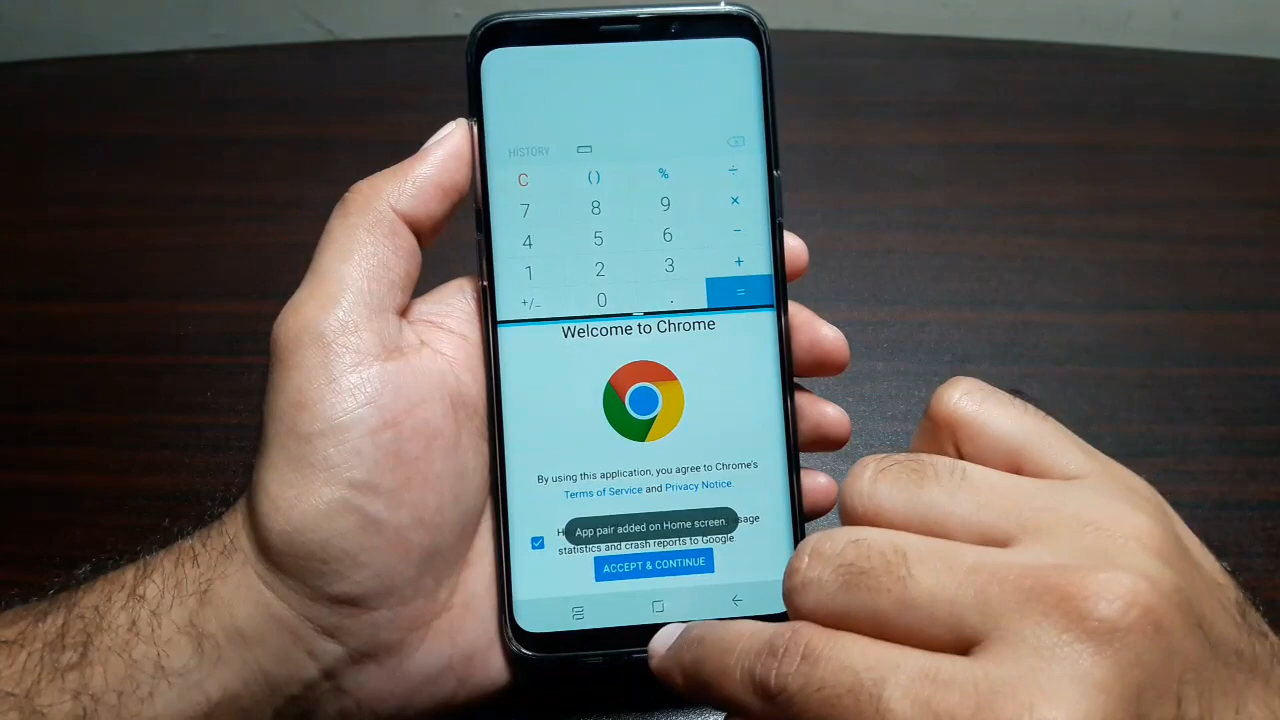 HISTORY
C () % ÷
7 8 9 ×
4 5 6 −
1 2 3 +
+/− 0 . =
Welcome to Chrome
By using this application, you agree to Chrome's
Terms of Service and Privacy Notice.
App pair added on Home screen.
usage
statistics and crash reports to Google.
ACCEPT & CONTINUE